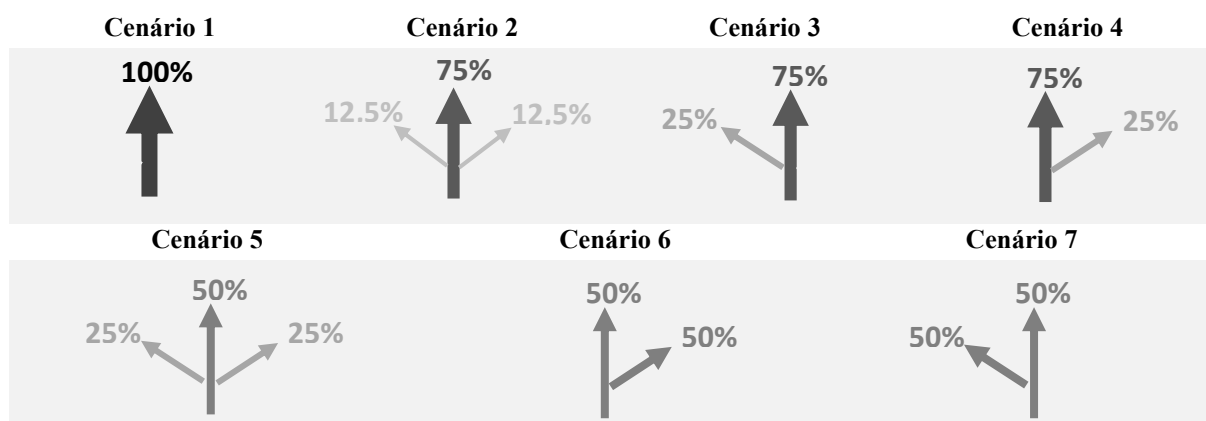 Cenário 1 Cenário 2 Cenário 3 Cenário 4
100% 75% 75% 75%
12.5% 12.5% 25% 25%
Cenário 5 Cenário 6 Cenário 7
50% 50% 50%
25% 25% 50% 50%